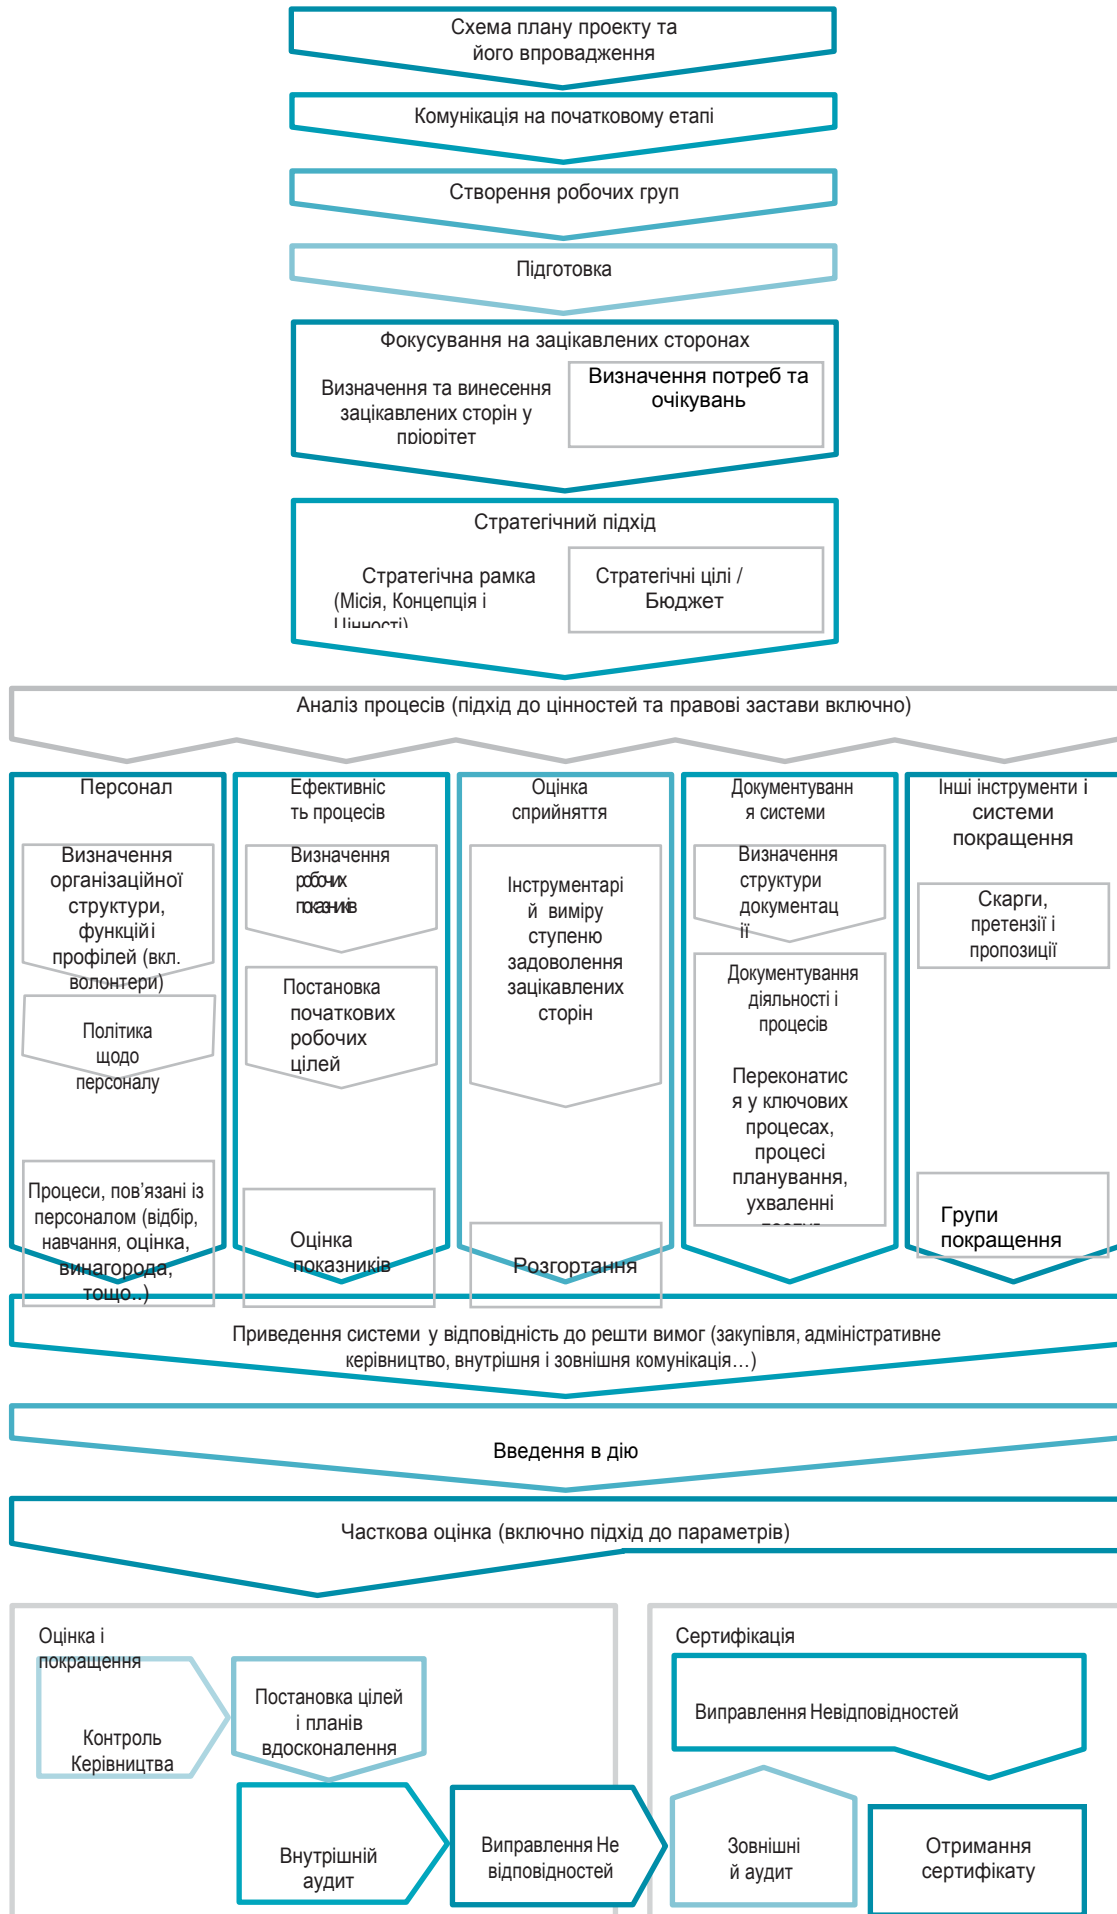 Схема плану проекту та
його впровадження
Комунікація на початковому етапі
Створення робочих груп
Підготовка
Фокусування на зацікавлених сторонах
Визначення та винесення
зацікавлених сторін у
пріорітет
Визначення потреб та
очікувань
Стратегічний підхід
Стратегічна рамка
(Місія, Концепція і
Цінності)
Стратегічні цілі /
Бюджет
Аналіз процесів (підхід до цінностей та правові застави включно)
Персонал
Визначення
організаційної
структури,
функцій і
профілей (вкл.
волонтери)
Політика
щодо
персоналу
Процеси, пов’язані із
персоналом (відбір,
навчання, оцінка,
винагорода,
тощо..)
Ефективніс
ть процесів
Визначення
робочих
показників
Постановка
початкових
робочих
цілей
Оцінка
показників
Оцінка
сприйняття
Інструментарі
й виміру
ступеню
задоволення
зацікавлених
сторін
Розгортання
Документуванн
я системи
Визначення
структури
документац
ії
Документування
діяльності і
процесів
Переконатис
я у ключових
процесах,
процесі
планування,
ухваленні
Інші інструменти і
системи
покращення
Скарги,
претензії і
пропозиції
Групи
покращення
Приведення системи у відповідність до решти вимог (закупівля, адміністративне
керівництво, внутрішня і зовнішня комунікація…)
Введення в дію
Часткова оцінка (включно підхід до параметрів)
Оцінка і
покращення
Контроль
Керівництва
Постановка цілей
і планів
вдосконалення
Внутрішній
аудит
Виправлення Не
відповідностей
Сертифікація
Виправлення Невідповідностей
Зовнішні
й аудит
Отримання
сертифікату